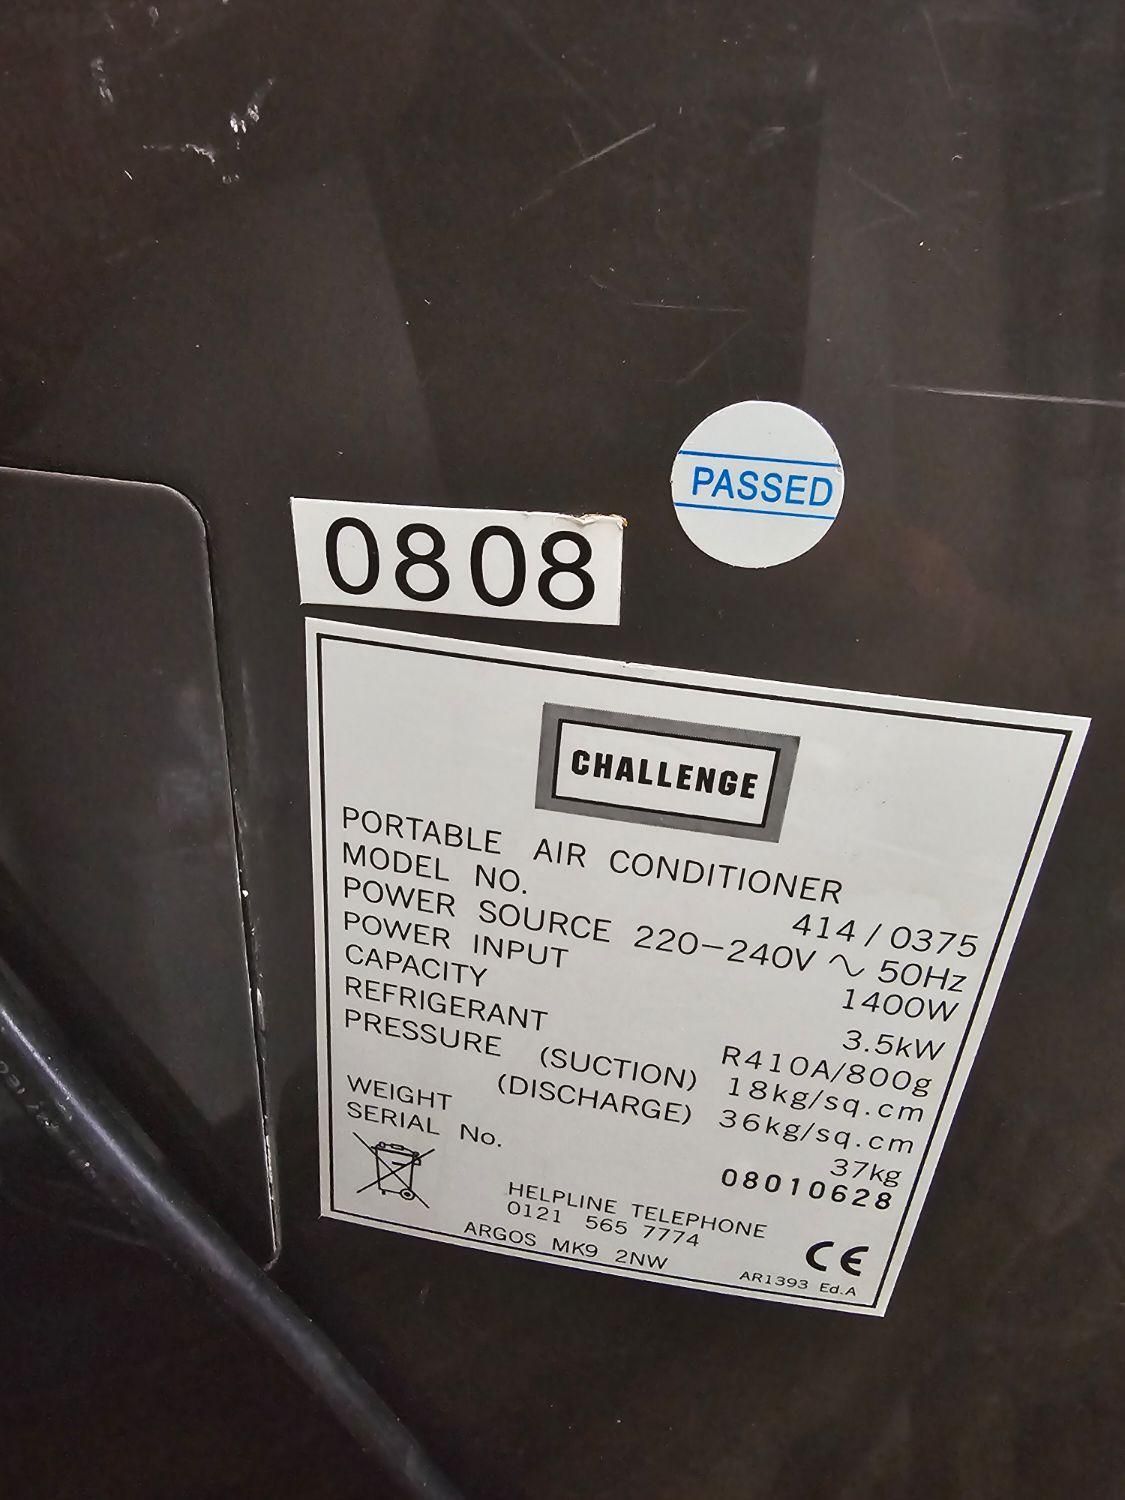 PASSED
0808
CHALLENGE
PORTABLE AIR CONDITIONER
MODEL NO. 414/0375
POWER SOURCE 220-240V ~ 50Hz
POWER INPUT 1400W
CAPACITY 3.5kW
REFRIGERANT R410A/800g
PRESSURE (SUCTION) 18kg/sq.cm
(DISCHARGE) 36kg/sq.cm
WEIGHT 37kg
SERIAL No. 08010628
HELPLINE TELEPHONE
0121 565 7774
ARGOS MK9 2NW
CE
AR1393 Ed.A